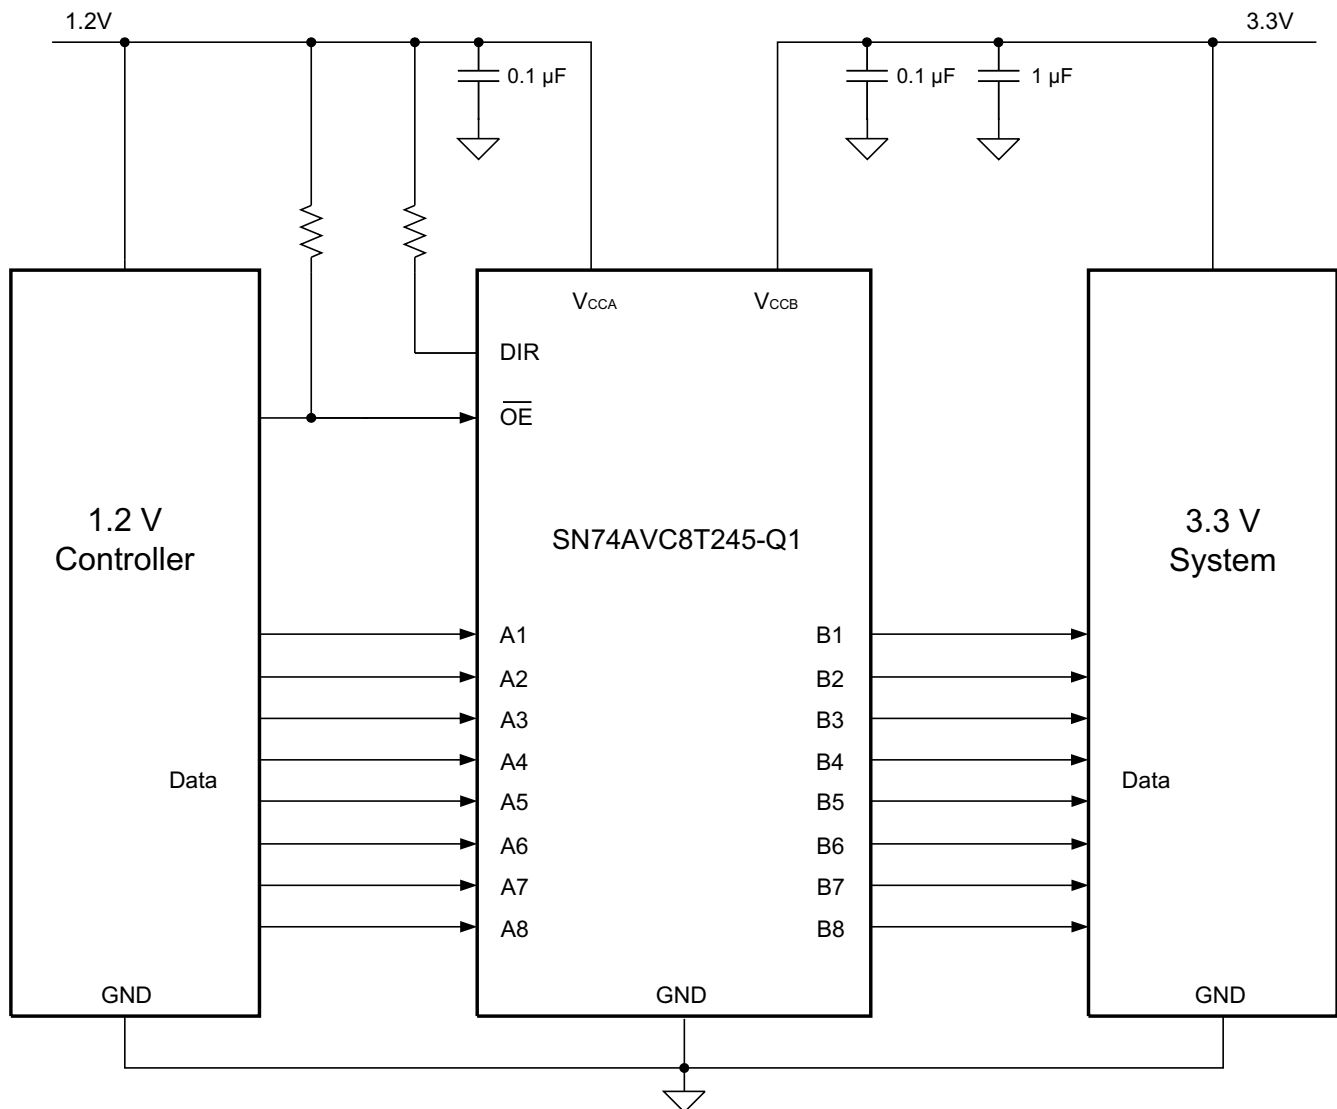 1.2V
3.3V
0.1 µF
0.1 µF
1 µF
VCCA
VCCB
DIR
OE
1.2 V
Controller
SN74AVC8T245-Q1
3.3 V
System
A1
B1
A2
B2
A3
B3
A4
B4
Data
Data
A5
B5
A6
B6
A7
B7
A8
B8
GND
GND
GND